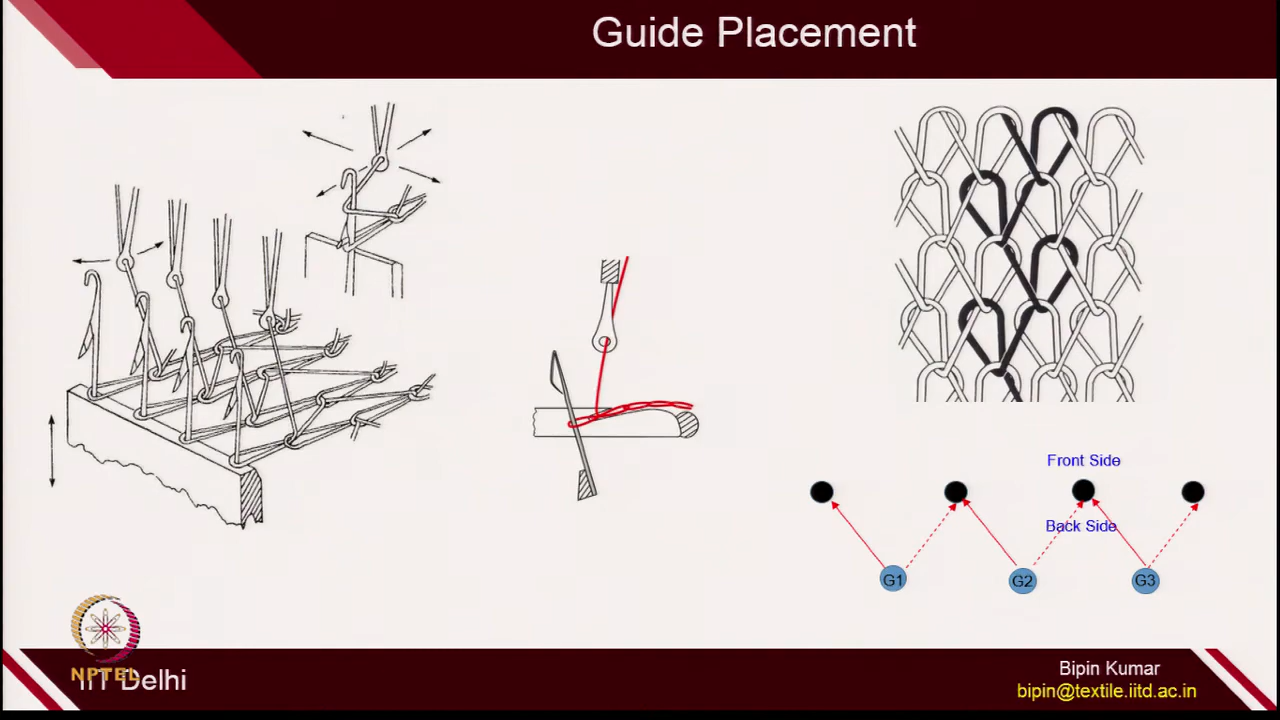 Guide Placement
Front Side
Back Side
G1
G2
G3
NPTEL
IIT Delhi
Bipin Kumar
bipin@textile.iitd.ac.in